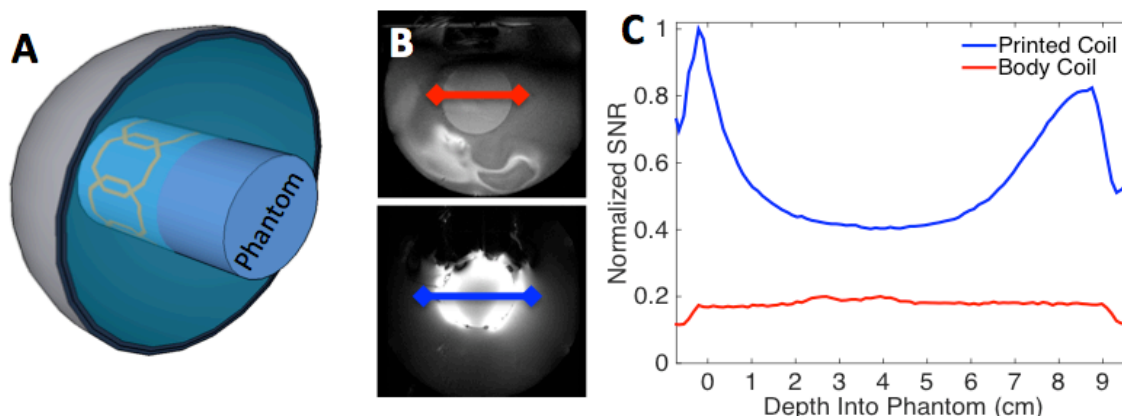 A
Phantom
B
C
Normalized SNR
1
0.8
0.6
0.4
0.2
0
Printed Coil
Body Coil
0 1 2 3 4 5 6 7 8 9
Depth Into Phantom (cm)